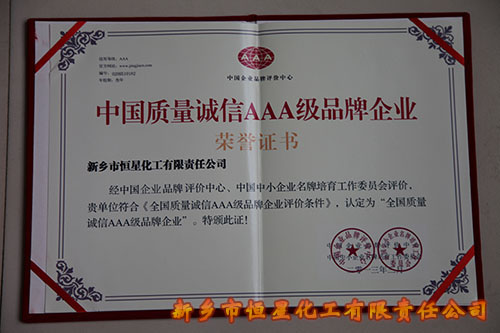 AAA
中国企业品牌评价中心
中国质量诚信AAA级品牌企业
荣誉证书
新乡市恒星化工有限责任公司
经中国企业品牌评价中心、中国中小企业名牌培育工作委员会评价,
贵单位符合《全国质量诚信AAA级品牌企业评价条件》,认定为“全国质量
诚信AAA级品牌企业”。特颁此证!
新乡市恒星化工有限责任公司